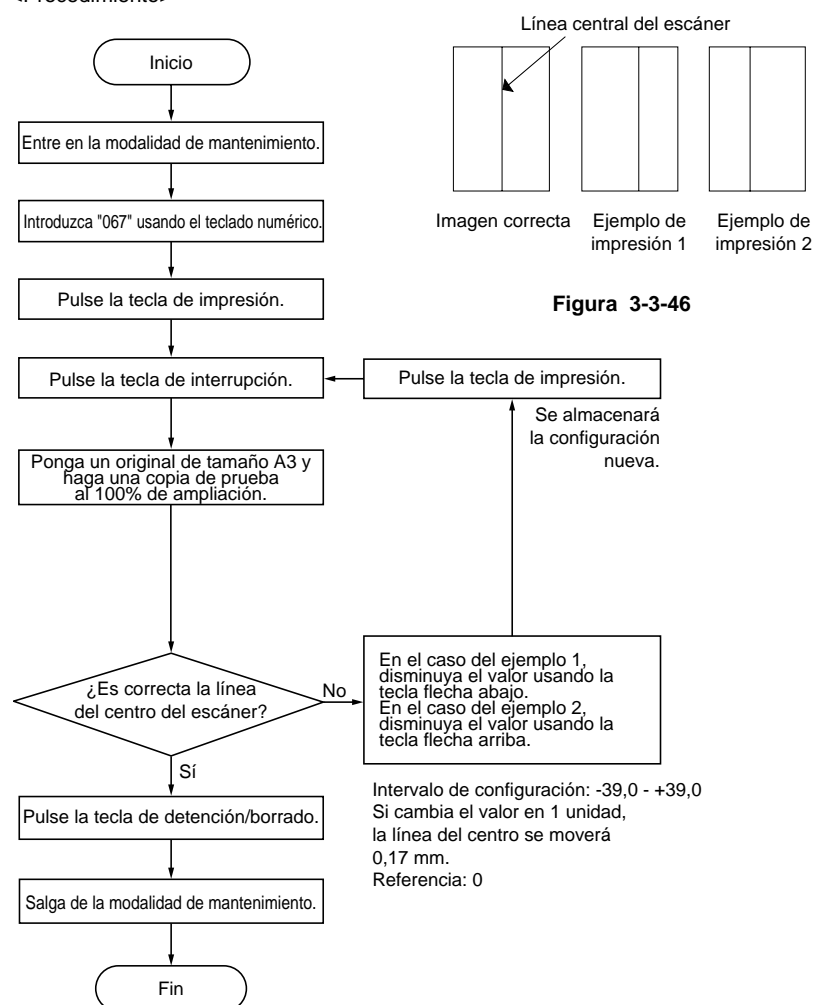 <Procedimiento>
Inicio
Entre en la modalidad de mantenimiento.
Introduzca "067" usando el teclado numérico.
Pulse la tecla de impresión.
Pulse la tecla de interrupción.
Ponga un original de tamaño A3 y
haga una copia de prueba
al 100% de ampliación.
¿Es correcta la línea
del centro del escáner?
No
Sí
Pulse la tecla de detención/borrado.
Salga de la modalidad de mantenimiento.
Fin
Línea central del escáner
Imagen correcta
Ejemplo de
impresión 1
Ejemplo de
impresión 2
Figura 3-3-46
Pulse la tecla de impresión.
Se almacenará
la configuración
nueva.
En el caso del ejemplo 1,
disminuya el valor usando la
tecla flecha abajo.
En el caso del ejemplo 2,
disminuya el valor usando la
tecla flecha arriba.
Intervalo de configuración: -39,0 - +39,0
Si cambia el valor en 1 unidad,
la línea del centro se moverá
0,17 mm.
Referencia: 0